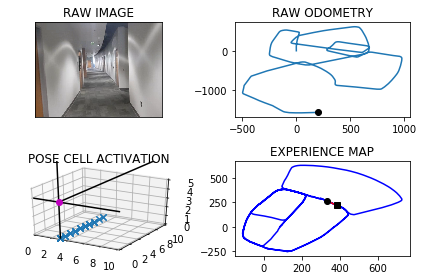 RAW IMAGE
RAW ODOMETRY
0
−1000
−500 0 500 1000
POSE CELL ACTIVATION
5
4
3
2
1
0
0 2 4 6 8 10
0 2 4 6 8 10
EXPERIENCE MAP
500
250
0
−250
0 200 400 600